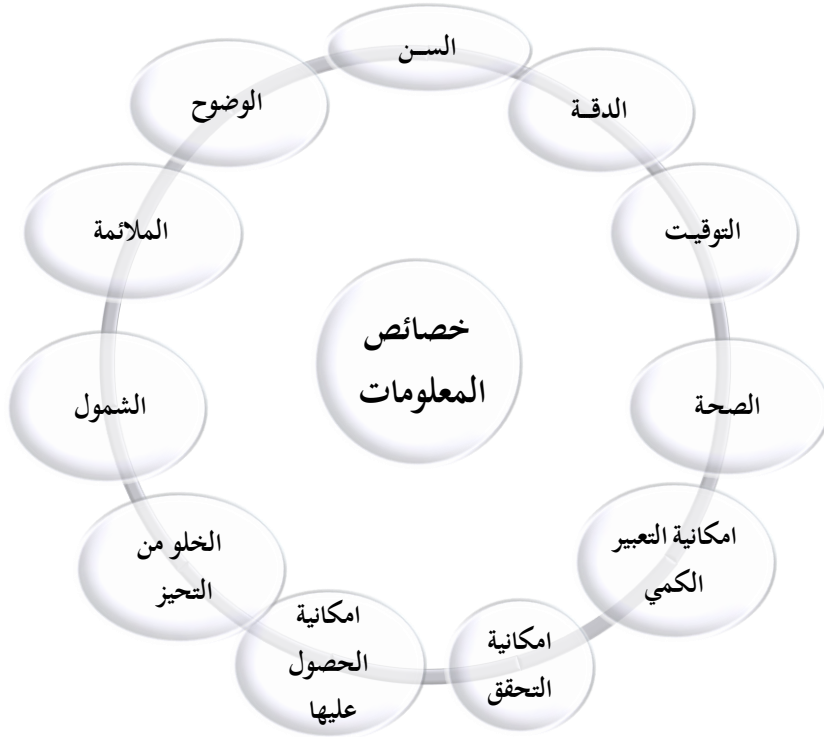 خصائص
المعلومات
السـن
الدقـة
التوقيـت
الصحة
امكانية التعبير
الكمي
امكانية
التحقق
امكانية
الحصول
عليها
الخلو من
التحيز
الشمول
الملائمة
الوضوح